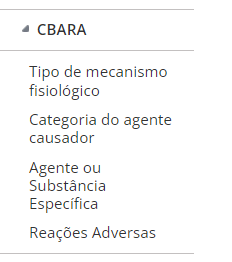 CBARA
Tipo de mecanismo
fisiológico
Categoria do agente
causador
Agente ou
Substância
Específica
Reações Adversas